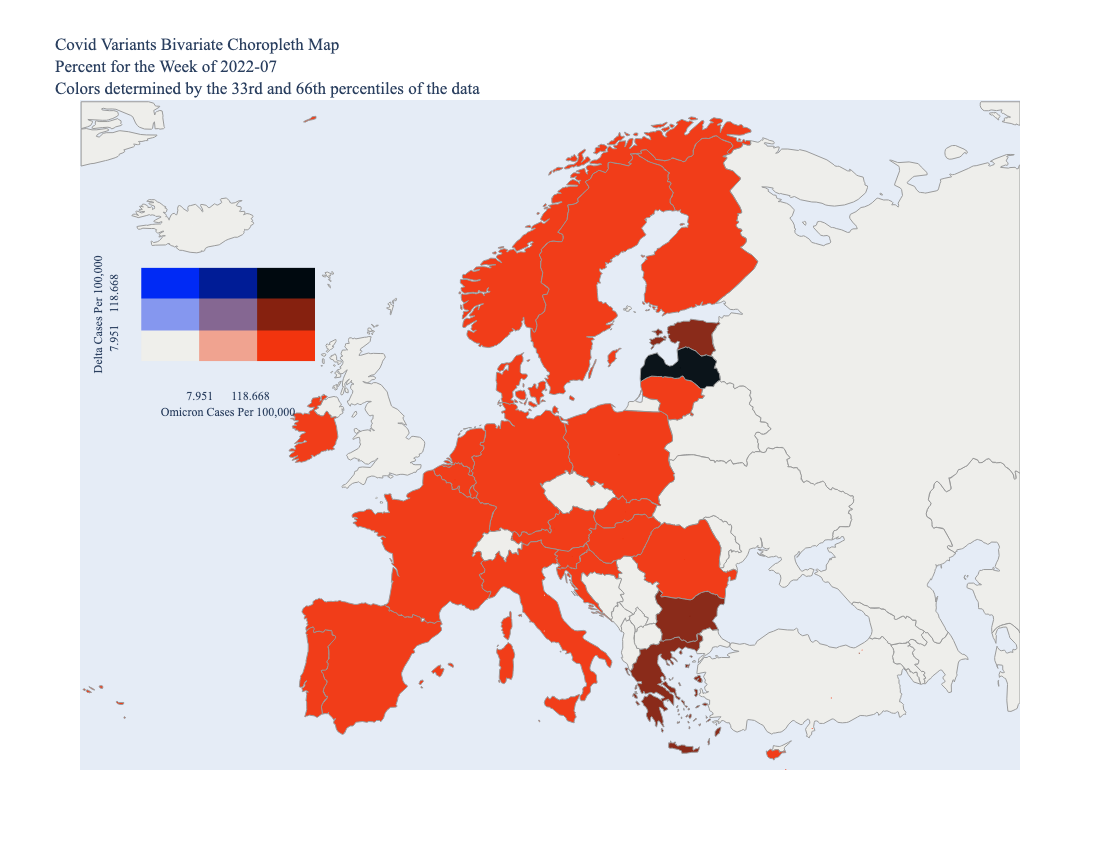 Covid Variants Bivariate Choropleth Map
Percent for the Week of 2022-07
Colors determined by the 33rd and 66th percentiles of the data
Delta Cases Per 100,000
7.951 118.668
7.951 118.668
Omicron Cases Per 100,000